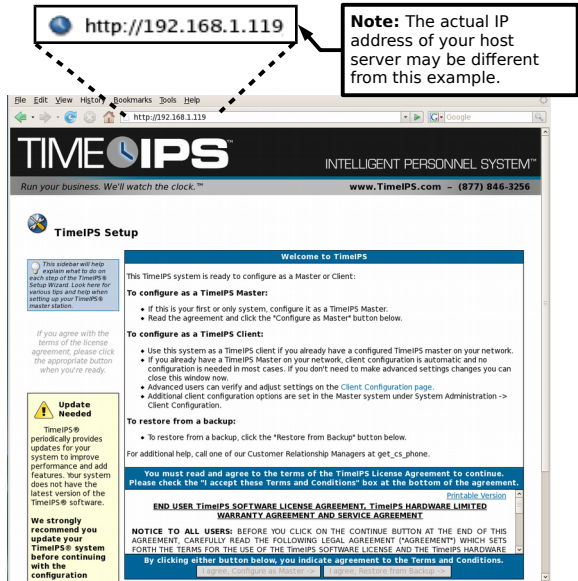 http://192.168.1.119
Note: The actual IP
address of your host
server may be different
from this example.
File Edit View History Bookmarks Tools Help
http://192.168.1.119
Google
TIMEIPS™
INTELLIGENT PERSONNEL SYSTEM™
Run your business. We'll watch the clock.™
www.TimeIPS.com – (877) 846-3256
TimeIPS Setup
This sidebar will help
explain what to do on
each step of the TimeIPS®
Setup Wizard. Look here for
various tips and help when
setting up your TimeIPS®
master station.
If you agree with the
terms of the license
agreement, please click
the appropriate button
when you're ready.
Update
Needed
TimeIPS®
periodically provides
updates for your
system to improve
performance and add
features. Your system
does not have the
latest version of the
TimeIPS® software.
We strongly
recommend you
update your
TimeIPS® system
before continuing
with the
configuration
Welcome to TimeIPS
This TimeIPS system is ready to configure as a Master or Client:
To configure as a TimeIPS Master:
If this is your first or only system, configure it as a TimeIPS Master.
Read the agreement and click the "Configure as Master" button below.
To configure as a TimeIPS Client:
Use this system as a TimeIPS client if you already have a configured TimeIPS master on your network.
If you already have a TimeIPS Master on your network, client configuration is automatic and no
configuration is needed in most cases. If you don't need to make advanced settings changes you can
close this window now.
Advanced users can verify and adjust settings on the Client Configuration page.
Additional client configuration options are set in the Master system under System Administration ->
Client Configuration.
To restore from a backup:
To restore from a backup, click the "Restore from Backup" button below.
For additional help, call one of our Customer Relationship Managers at get_cs_phone.
You must read and agree to the terms of the TimeIPS License Agreement to continue.
Please check the "I accept these Terms and Conditions" box at the bottom of the agreement.
Printable Version
END USER TimeIPS SOFTWARE LICENSE AGREEMENT, TimeIPS HARDWARE LIMITED
WARRANTY AGREEMENT AND SERVICE AGREEMENT
NOTICE TO ALL USERS: BEFORE YOU CLICK ON THE CONTINUE BUTTON AT THE END OF THIS
AGREEMENT, CAREFULLY READ THE FOLLOWING LEGAL AGREEMENT ("AGREEMENT") WHICH SETS
FORTH THE TERMS FOR THE USE OF THE TimeIPS SOFTWARE LICENSE AND THE TimeIPS HARDWARE
By clicking either button below, you indicate agreement to the Terms and Conditions.
I agree, Configure as Master -> I agree, Restore from Backup ->